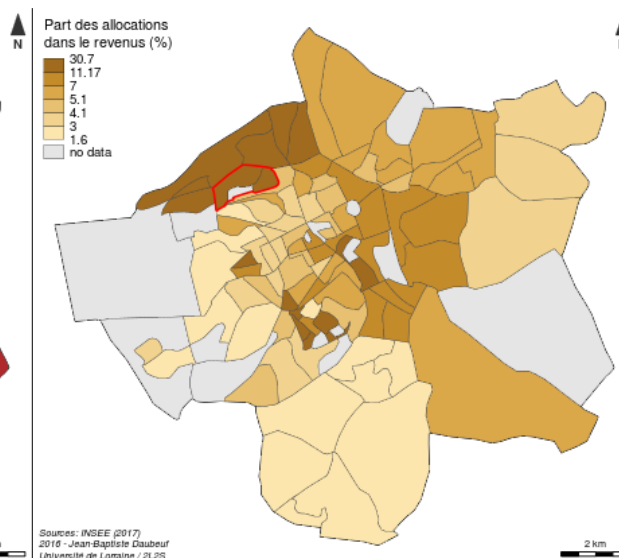 N
Part des allocations
dans le revenus (%)
30.7
11.17
7
5.1
4.1
3
1.6
no data
N
Sources: INSEE (2017)
2016 - Jean-Baptiste Daubeuf
Université de Lorraine / 2L2S
2 km